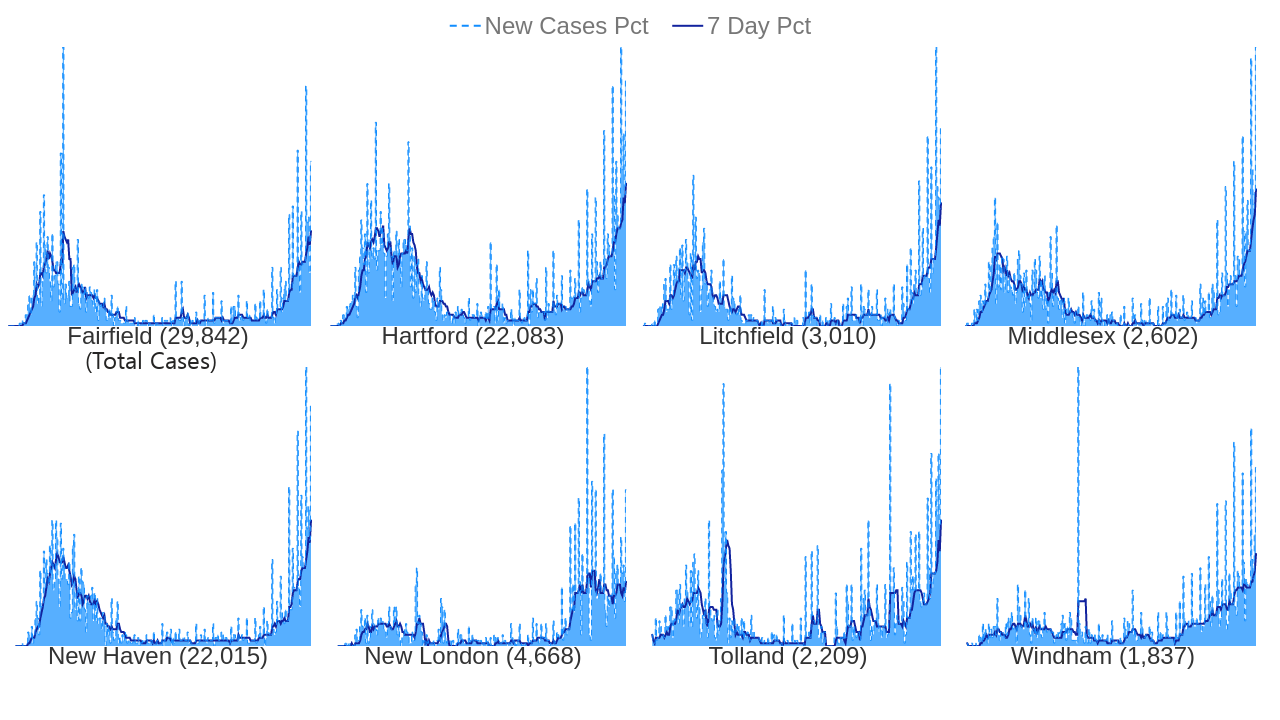 New Cases Pct 7 Day Pct
Fairfield (29,842) Hartford (22,083) Litchfield (3,010) Middlesex (2,602)
(Total Cases)
New Haven (22,015) New London (4,668) Tolland (2,209) Windham (1,837)